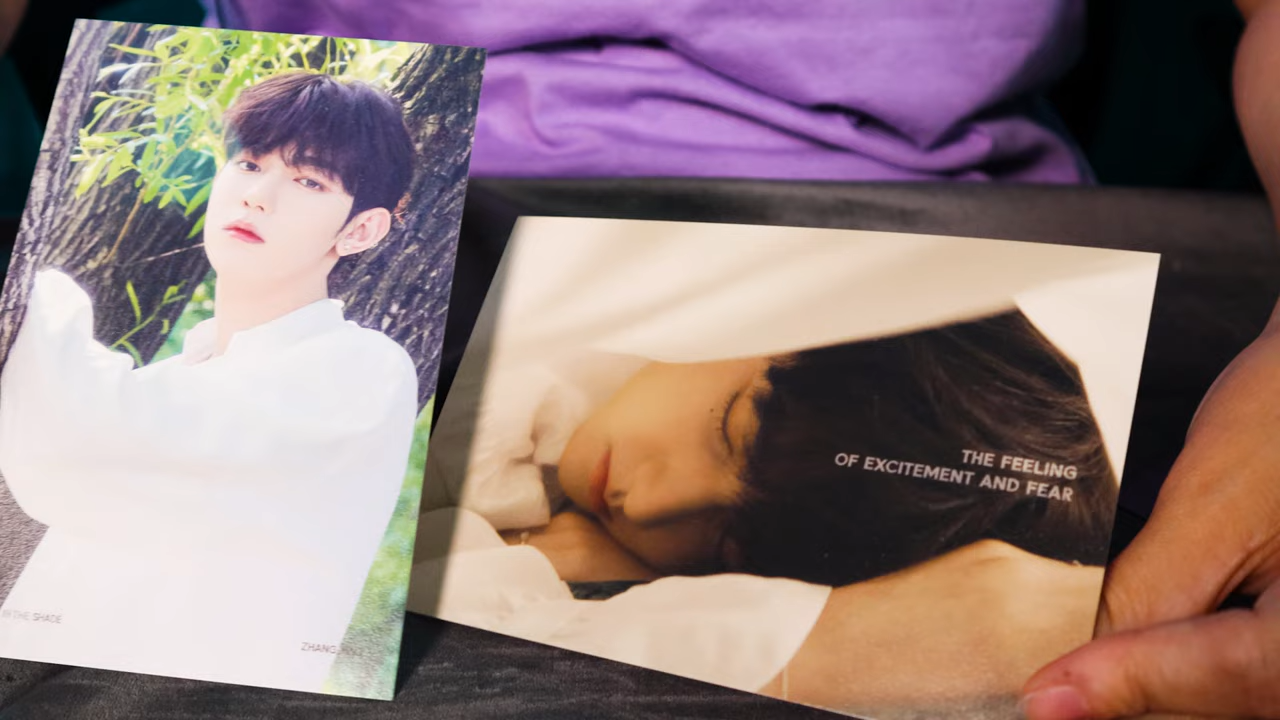 IN THE SHADE
ZHANG
THE FEELING
OF EXCITEMENT AND FEAR